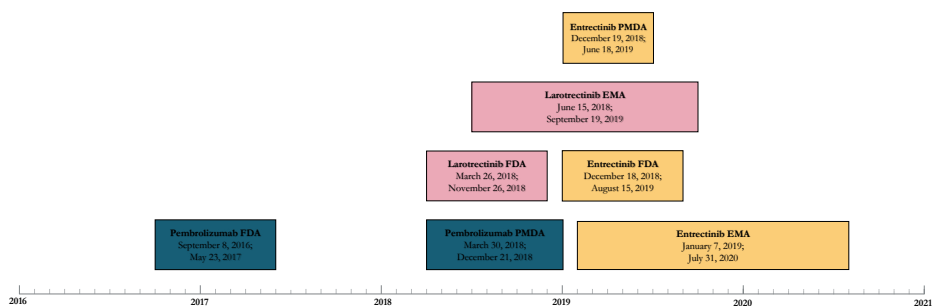 Entrectinib PMDA
December 19, 2018;
June 18, 2019
Larotrectinib EMA
June 15, 2018;
September 19, 2019
Larotrectinib FDA
March 26, 2018;
November 26, 2018
Entrectinib FDA
December 18, 2018;
August 15, 2019
Pembrolizumab FDA
September 8, 2016;
May 23, 2017
Pembrolizumab PMDA
March 30, 2018;
December 21, 2018
Entrectinib EMA
January 7, 2019;
July 31, 2020
2016 2017 2018 2019 2020 2021